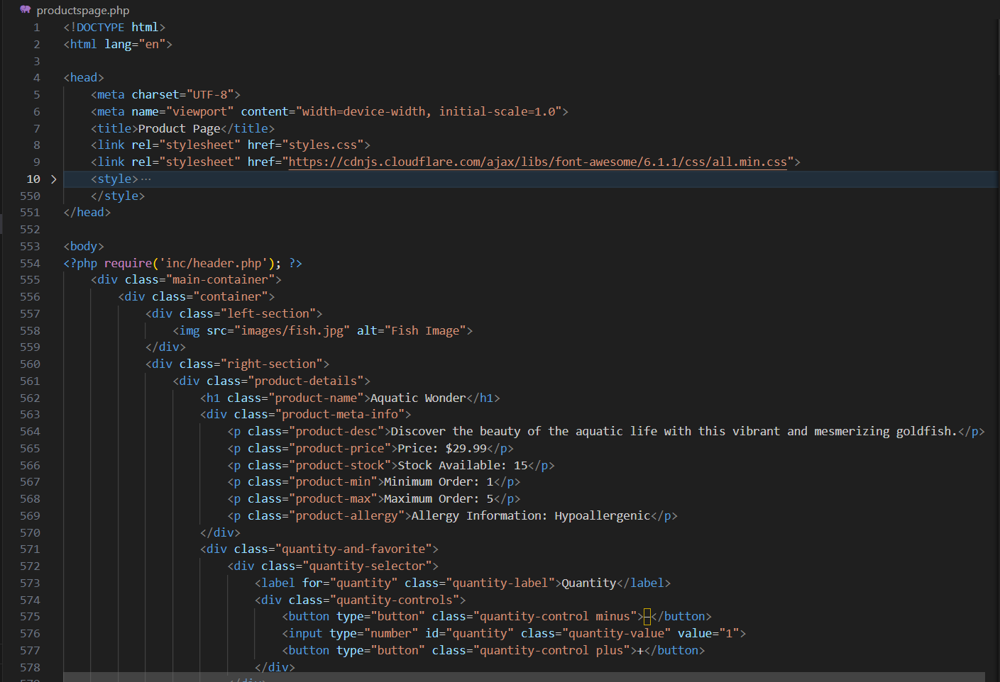 productspage.php
1 <!DOCTYPE html>
2 <html lang="en">
3
4 <head>
5 <meta charset="UTF-8">
6 <meta name="viewport" content="width=device-width, initial-scale=1.0">
7 <title>Product Page</title>
8 <link rel="stylesheet" href="styles.css">
9 <link rel="stylesheet" href="https://cdnjs.cloudflare.com/ajax/libs/font-awesome/6.1.1/css/all.min.css">
10 <style>···
550 </style>
551 </head>
552
553 <body>
554 <?php require('inc/header.php'); ?>
555 <div class="main-container">
556 <div class="container">
557 <div class="left-section">
558 <img src="images/fish.jpg" alt="Fish Image">
559 </div>
560 <div class="right-section">
561 <div class="product-details">
562 <h1 class="product-name">Aquatic Wonder</h1>
563 <div class="product-meta-info">
564 <p class="product-desc">Discover the beauty of the aquatic life with this vibrant and mesmerizing goldfish.</p>
565 <p class="product-price">Price: $29.99</p>
566 <p class="product-stock">Stock Available: 15</p>
567 <p class="product-min">Minimum Order: 1</p>
568 <p class="product-max">Maximum Order: 5</p>
569 <p class="product-allergy">Allergy Information: Hypoallergenic</p>
570 </div>
571 <div class="quantity-and-favorite">
572 <div class="quantity-selector">
573 <label for="quantity" class="quantity-label">Quantity</label>
574 <div class="quantity-controls">
575 <button type="button" class="quantity-control minus">−</button>
576 <input type="number" id="quantity" class="quantity-value" value="1">
577 <button type="button" class="quantity-control plus">+</button>
578 </div>